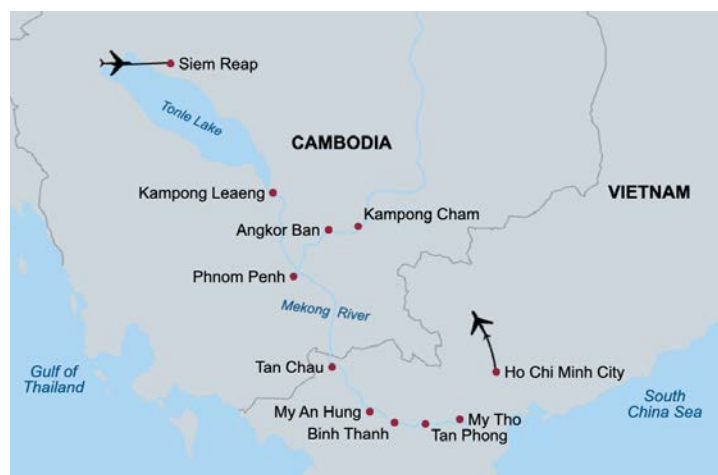 Siem Reap
Tonle Lake
CAMBODIA
Kampong Leaeng
VIETNAM
Kampong Cham
Angkor Ban
Phnom Penh
Mekong River
Gulf of
Thailand
Tan Chau
Ho Chi Minh City
South
China Sea
My An Hung
My Tho
Binh Thanh
Tan Phong